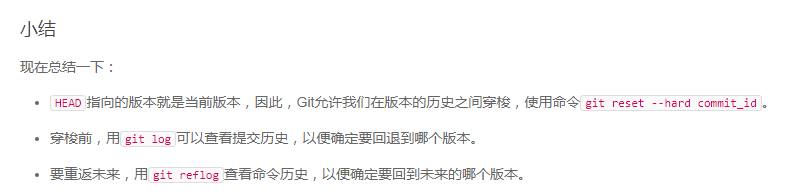 小结
现在总结一下：
HEAD指向的版本就是当前版本，因此，Git允许我们在版本的历史之间穿梭，使用命令git reset --hard commit_id。
穿梭前，用git log可以查看提交历史，以便确定要回退到哪个版本。
要重返未来，用git reflog查看命令历史，以便确定要回到未来的哪个版本。